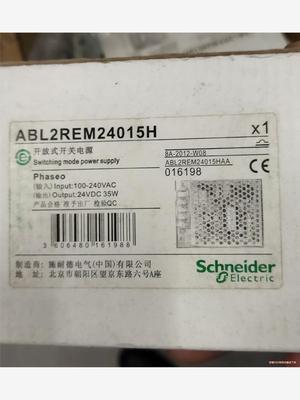 ABL2REM24015H
x1
开放式开关电源
Switching mode power supply
8A-2012-W08
Phaseo
ABL2REM24015HAA
(输入) Input:100-240VAC
016198
(输出) Output:24VDC 35W
合格产品 准予出厂 检验QC
3 606480 161988
制造商:施耐德电气(中国)有限公司
地 址:北京市朝阳区望京东路六号A座
Schneider
Electric